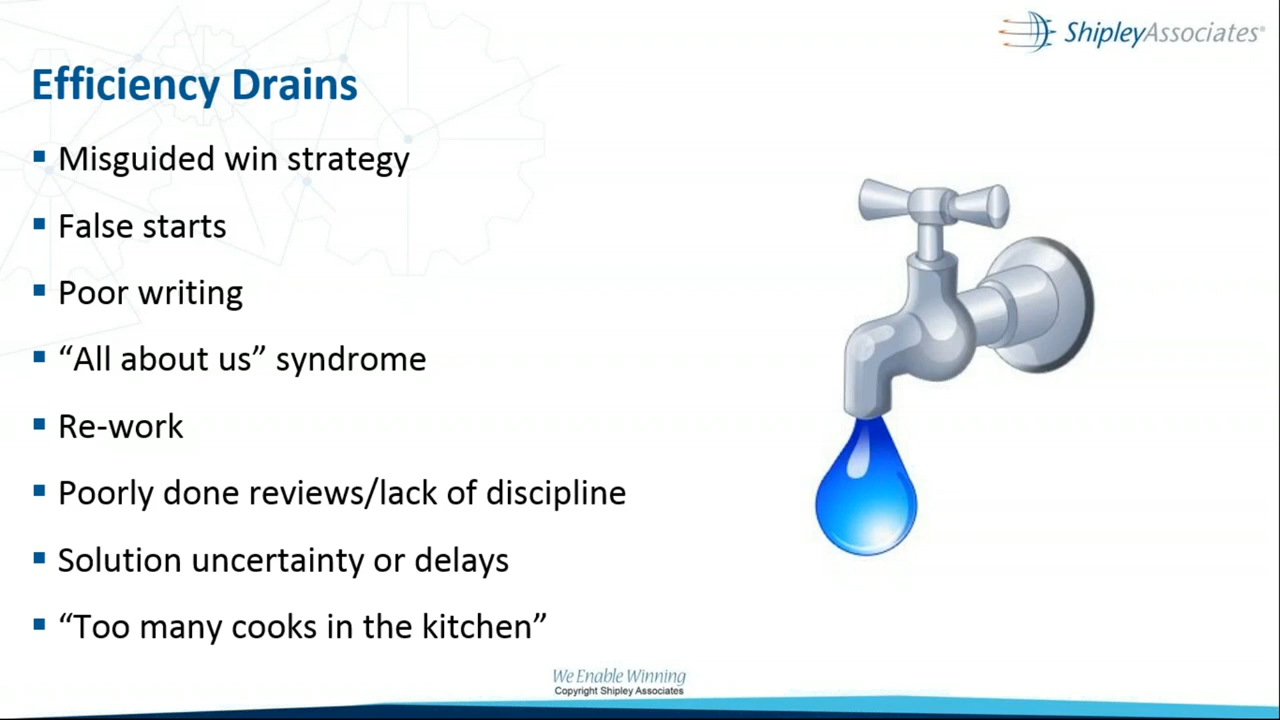 ShipleyAssociates®
Efficiency Drains
▪ Misguided win strategy
▪ False starts
▪ Poor writing
▪ “All about us” syndrome
▪ Re-work
▪ Poorly done reviews/lack of discipline
▪ Solution uncertainty or delays
▪ “Too many cooks in the kitchen”
We Enable Winning
Copyright Shipley Associates